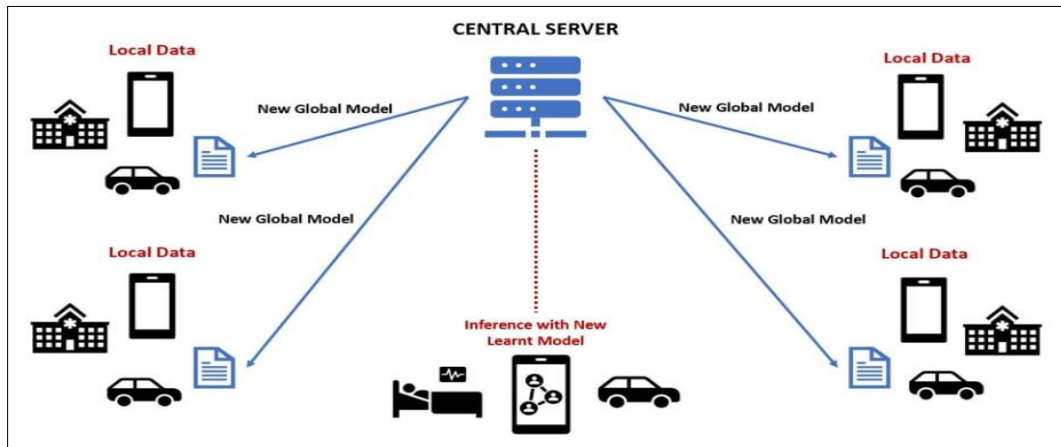 CENTRAL SERVER
Local Data
New Global Model
New Global Model
Local Data
New Global Model
Local Data
New Global Model
Local Data
Inference with New
Learnt Model